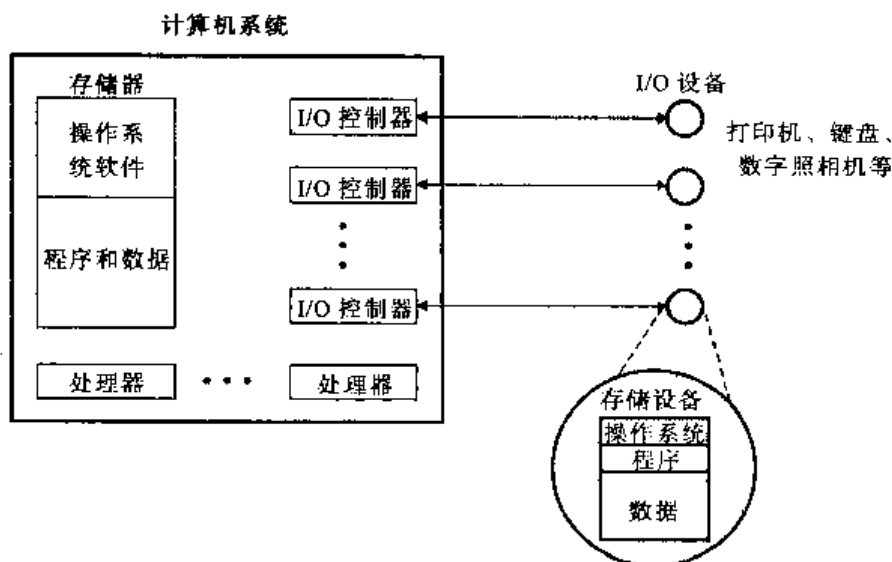 计算机系统
存储器
操作系
统软件
程序和数据
I/O 控制器
I/O 控制器
I/O 控制器
处理器
处理器
I/O 设备
打印机、键盘、
数字照相机等
存储设备
操作系统
程序
数据